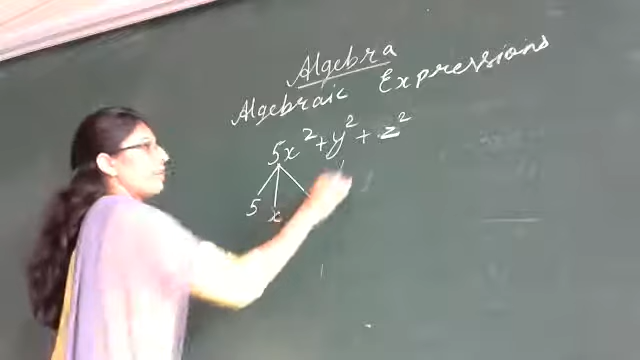 Algebra
Algebraic Expressions
5x² + y² + z²
5 x